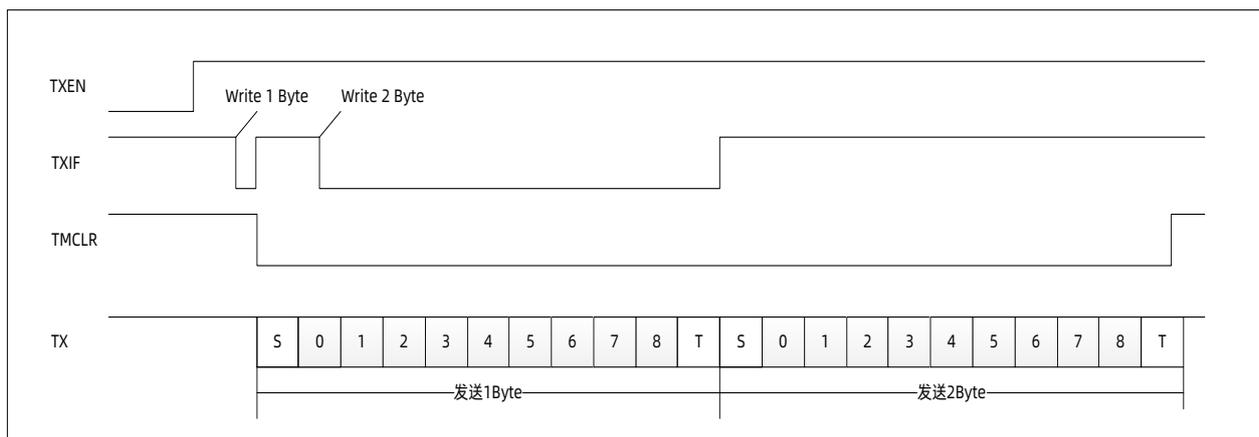 TXEN
Write 1 Byte Write 2 Byte
TXIF
TMCLR
TX S 0 1 2 3 4 5 6 7 8 T S 0 1 2 3 4 5 6 7 8 T
发送1Byte 发送2Byte